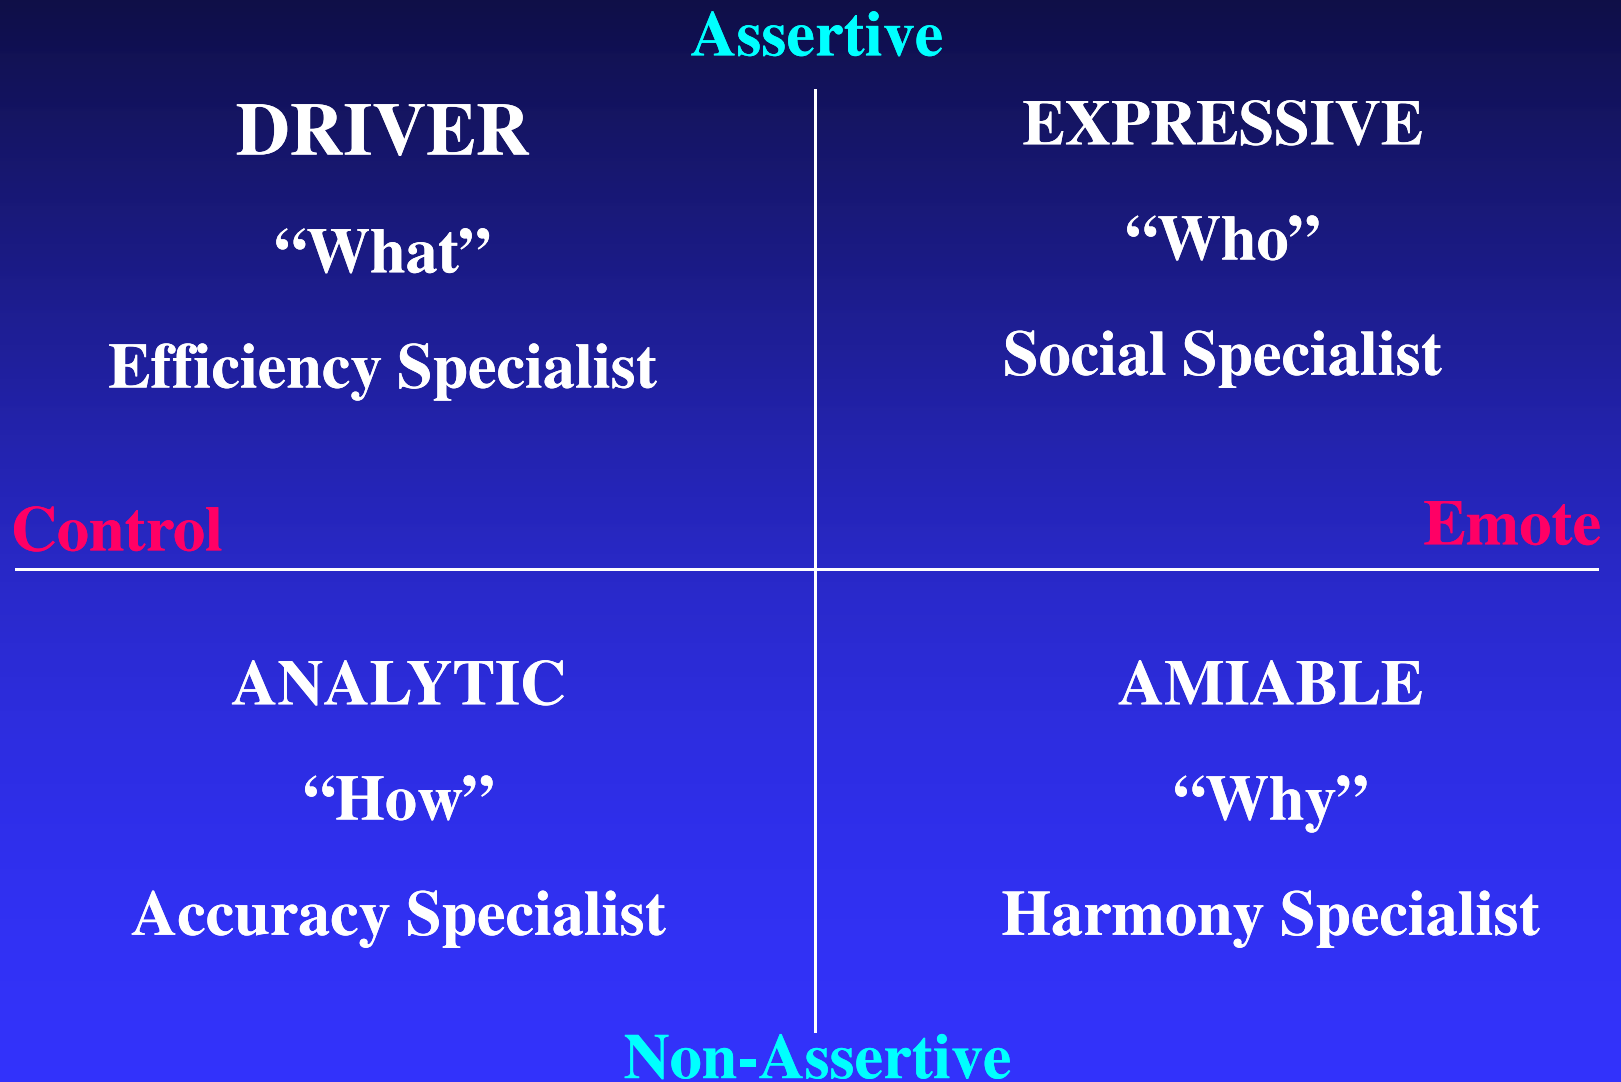 Assertive
DRIVER
“What”
Efficiency Specialist
EXPRESSIVE
“Who”
Social Specialist
Control
Emote
ANALYTIC
“How”
Accuracy Specialist
AMIABLE
“Why”
Harmony Specialist
Non-Assertive